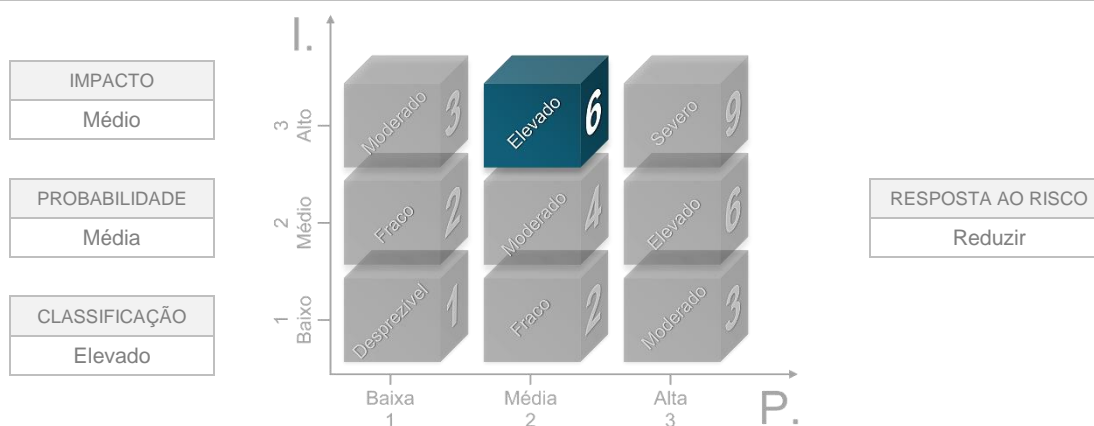 IMPACTO
Médio
PROBABILIDADE
Média
CLASSIFICAÇÃO
Elevado
I.
3
Alto
Moderado
3
Elevado
6
Severo
9
2
Médio
Fraco
2
Moderado
4
Elevado
6
1
Baixo
Desprezível
1
Fraco
2
Moderado
3
Baixa
1
Média
2
Alta
3
P.
RESPOSTA AO RISCO
Reduzir